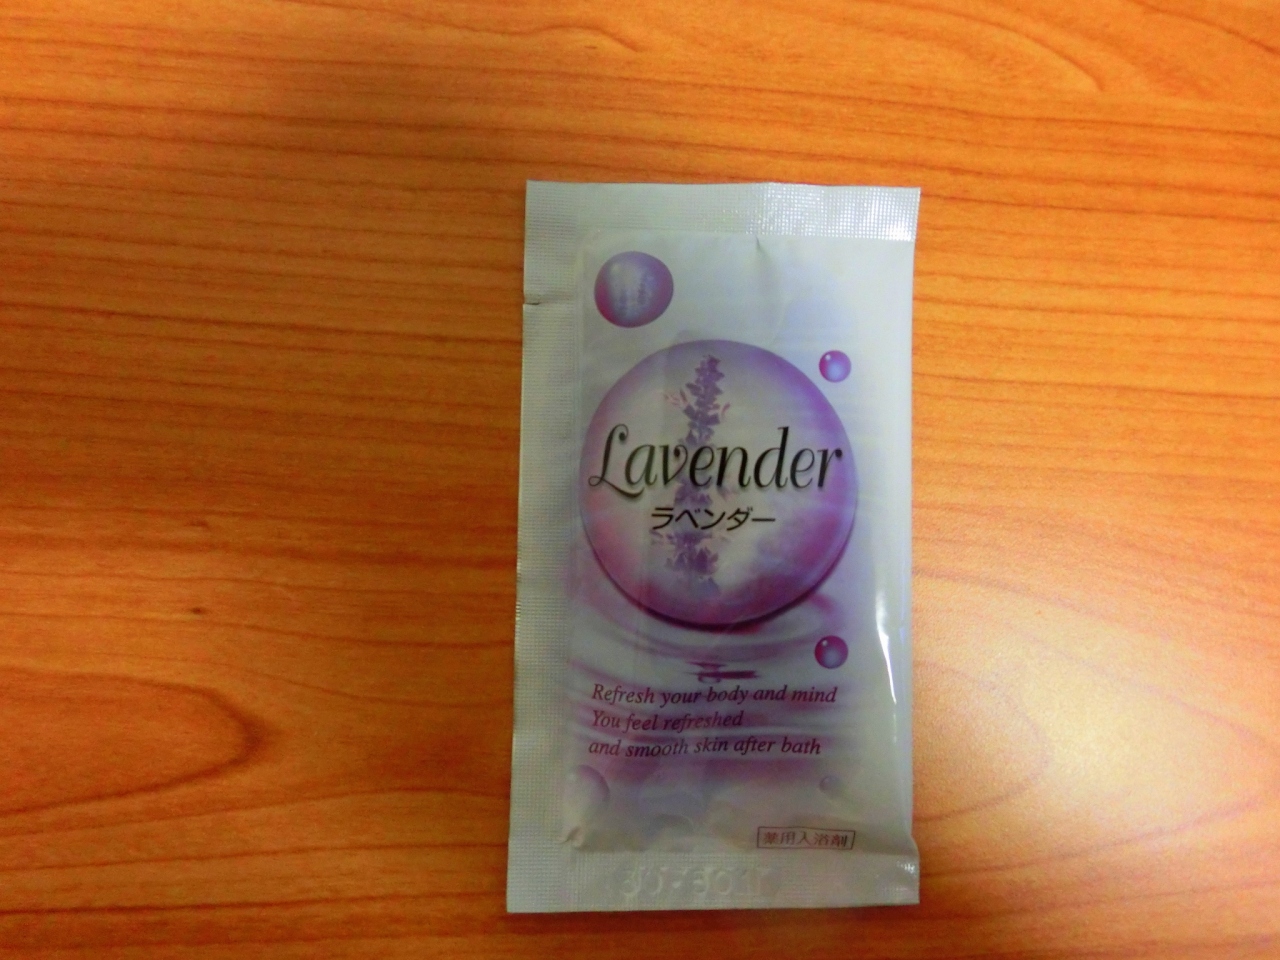 Lavender
ラベンダー
Refresh your body and mind
You feel refreshed
and smooth skin after bath
薬用入浴剤